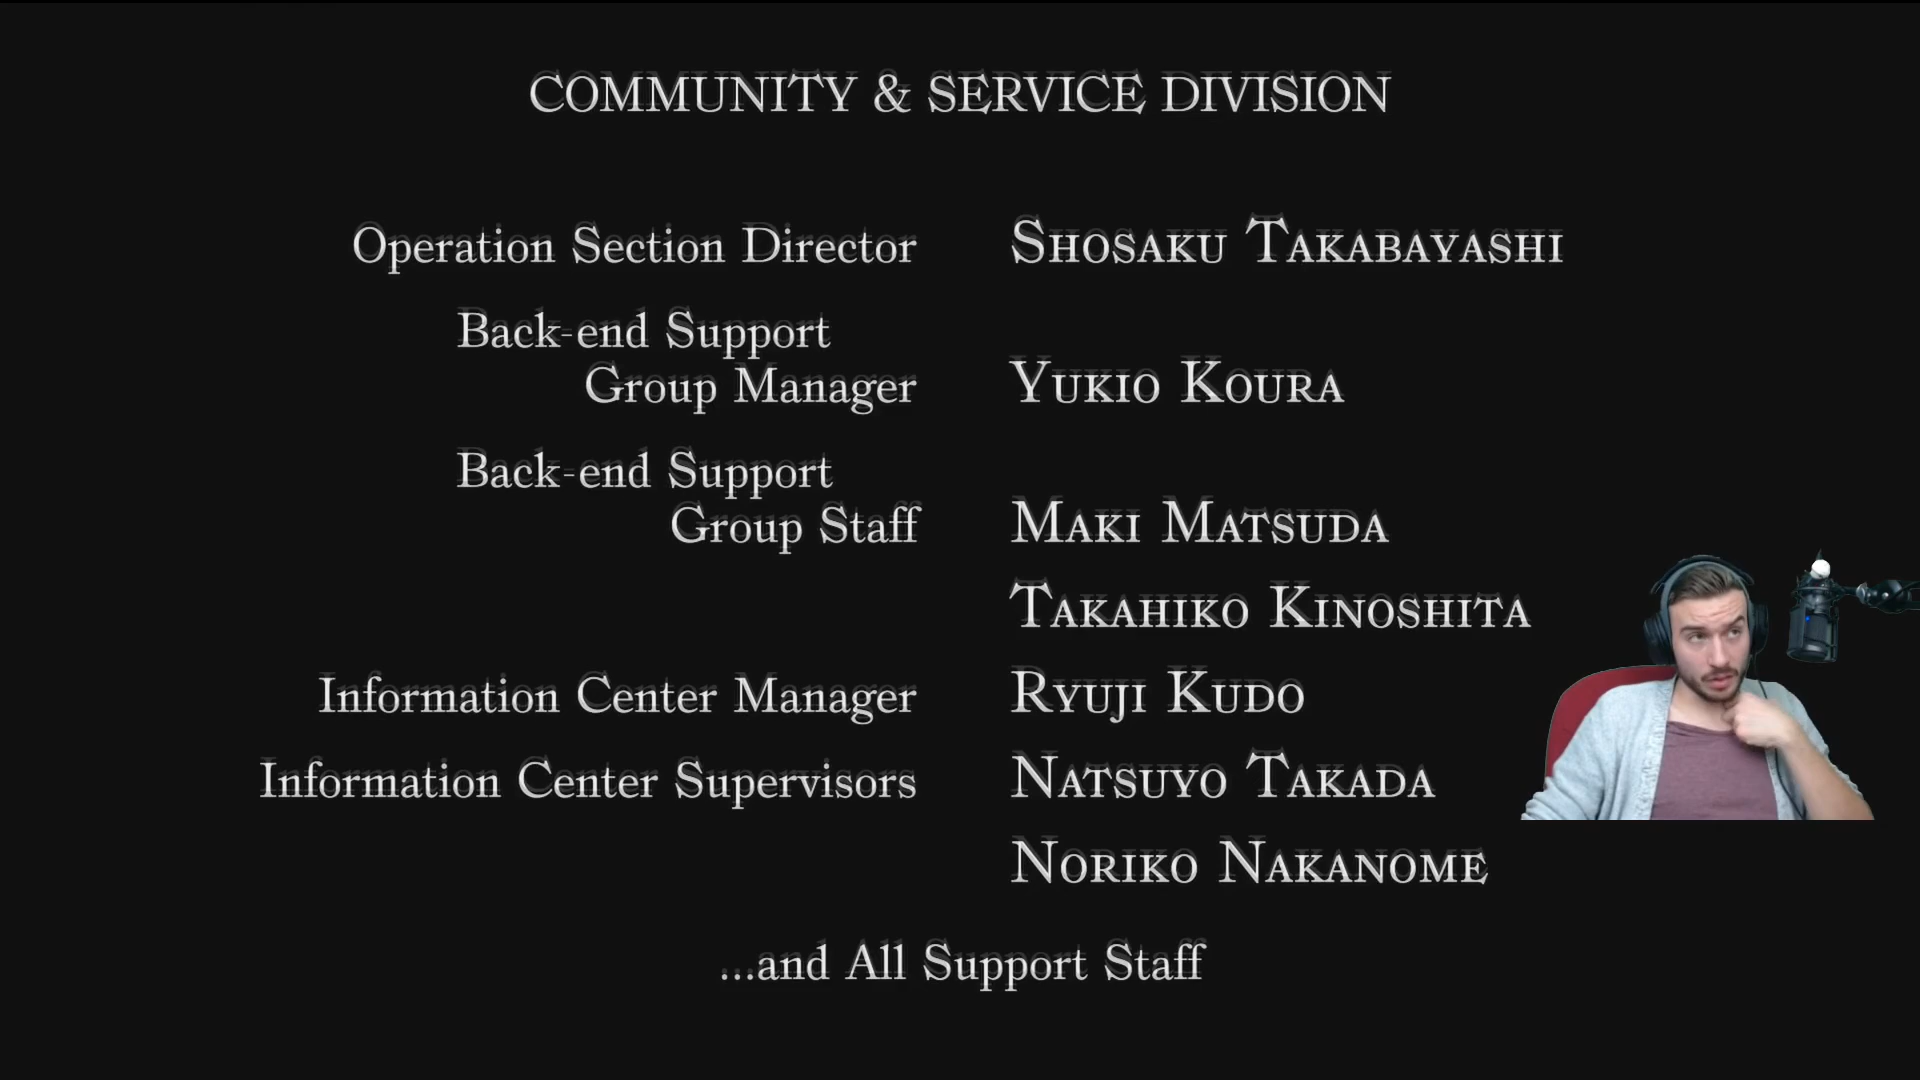 COMMUNITY & SERVICE DIVISION
Operation Section Director SHOSAKU TAKABAYASHI
Back-end Support
Group Manager YUKIO KOURA
Back-end Support
Group Staff MAKI MATSUDA
TAKAHIKO KINOSHITA
Information Center Manager RYUJI KUDO
Information Center Supervisors NATSUYO TAKADA
NORIKO NAKANOME
...and All Support Staff